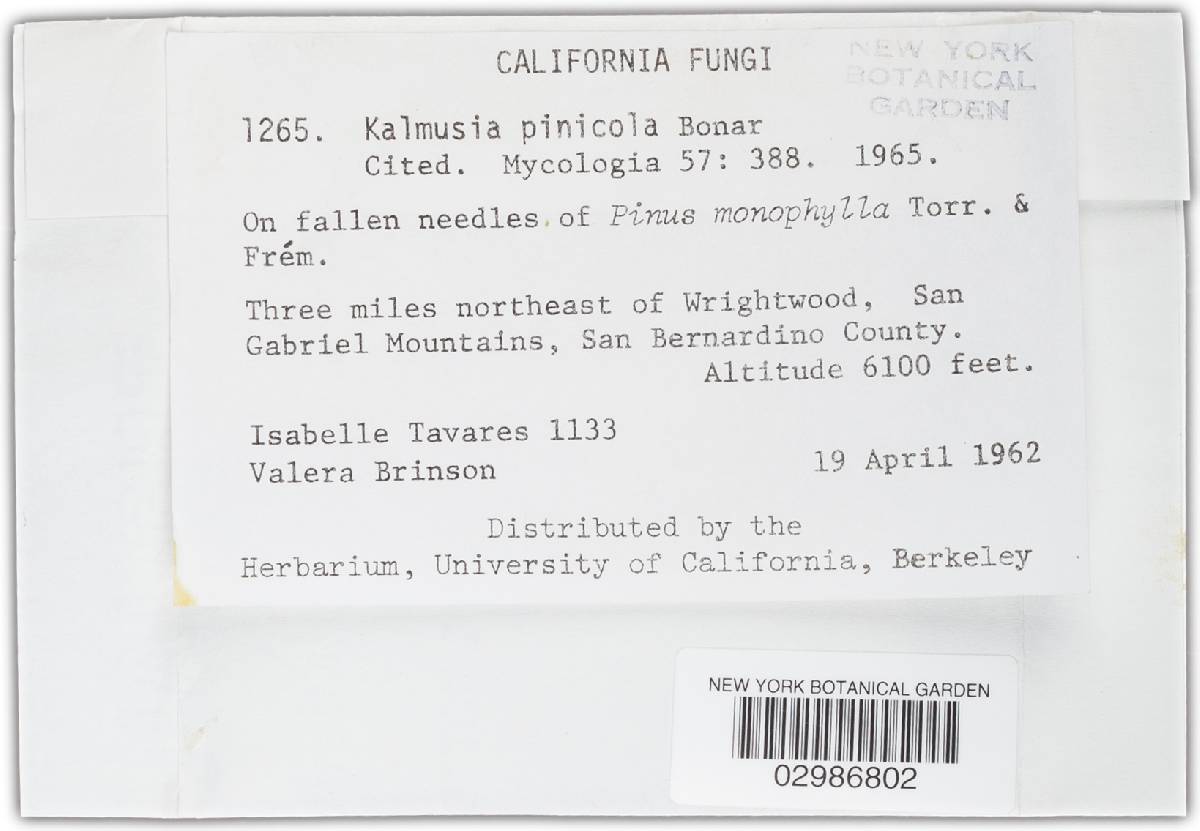 CALIFORNIA FUNGI
NEW YORK
BOTANICAL
GARDEN
1265. Kalmusia pinicola Bonar
Cited. Mycologia 57: 388. 1965.
On fallen needles of Pinus monophylla Torr. &
Frém.
Three miles northeast of Wrightwood, San
Gabriel Mountains, San Bernardino County.
Altitude 6100 feet.
Isabelle Tavares 1133
Valera Brinson
19 April 1962
Distributed by the
Herbarium, University of California, Berkeley
NEW YORK BOTANICAL GARDEN
02986802